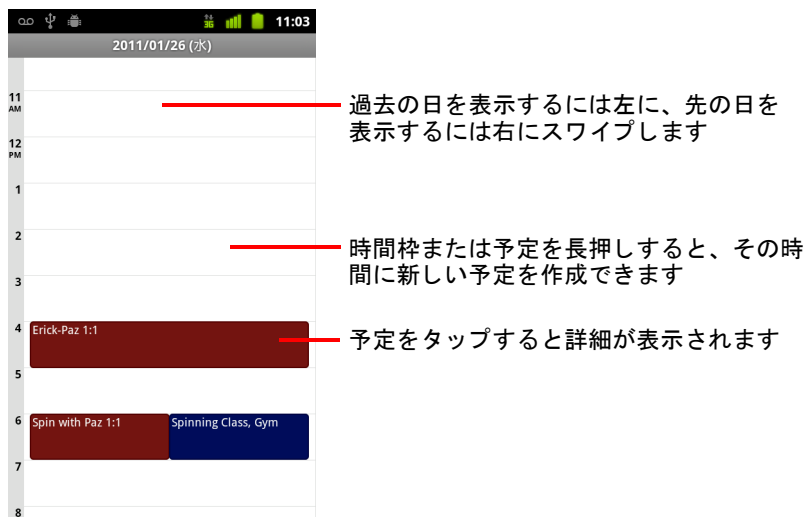 3G 11:03
2011/01/26 (水)
11
AM
12
PM
1
2
3
4
Erick-Paz 1:1
5
6
Spin with Paz 1:1
Spinning Class, Gym
7
8
過去の日を表示するには左に、先の日を
表示するには右にスワイプします
時間枠または予定を長押しすると、その時
間に新しい予定を作成できます
予定をタップすると詳細が表示されます